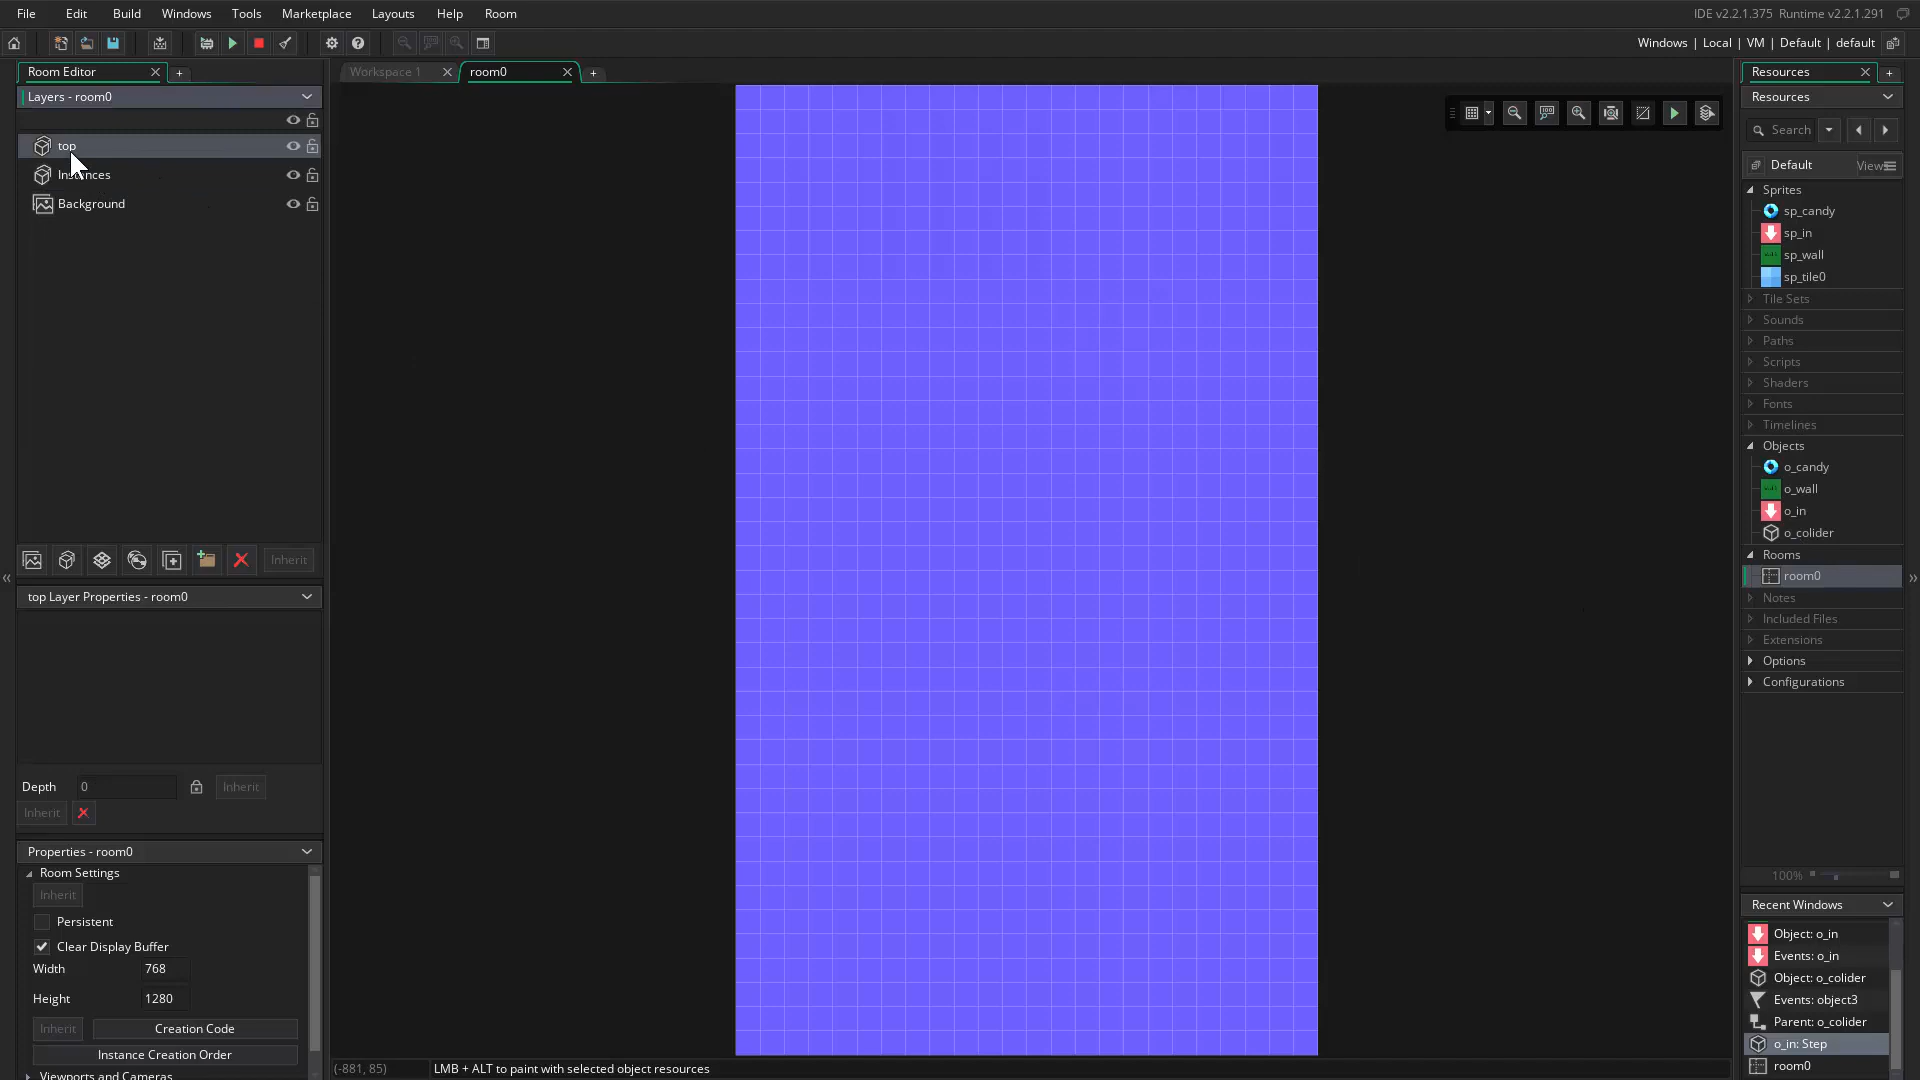 File Edit Build Windows Tools Marketplace Layouts Help Room
IDE v2.2.1.375 Runtime v2.2.1.291
Windows | Local | VM | Default | default
Room Editor
Workspace 1
room0
Resources
Layers - room0
Resources
top
Search
Instances
Default
View
Background
Sprites
sp_candy
sp_in
sp_wall
sp_tile0
Tile Sets
Sounds
Paths
Scripts
Shaders
Fonts
Timelines
Objects
o_candy
o_wall
o_in
o_colider
Inherit
Rooms
room0
top Layer Properties - room0
Notes
Included Files
Extensions
Options
Configurations
Depth 0 Inherit
Inherit
Properties - room0
Room Settings
Inherit
Persistent
Clear Display Buffer
Width 768
Height 1280
Inherit Creation Code
Instance Creation Order
Viewports and Cameras
100%
Recent Windows
Object: o_in
Events: o_in
Object: o_colider
Events: object3
Parent: o_colider
o_in: Step
room0
(-881, 85)
LMB + ALT to paint with selected object resources